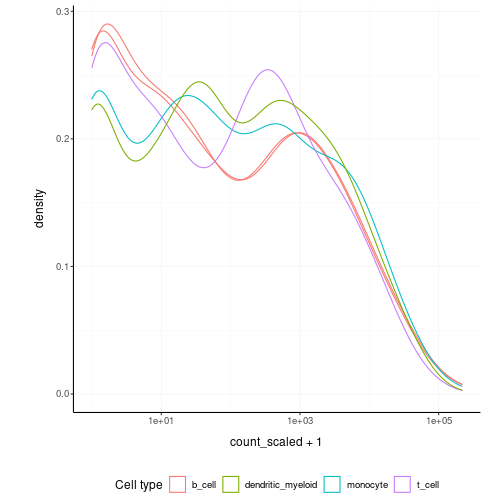 0.3
0.2
0.1
0.0
density
1e+01 1e+03 1e+05
count_scaled + 1
Cell type b_cell dendritic_myeloid monocyte t_cell